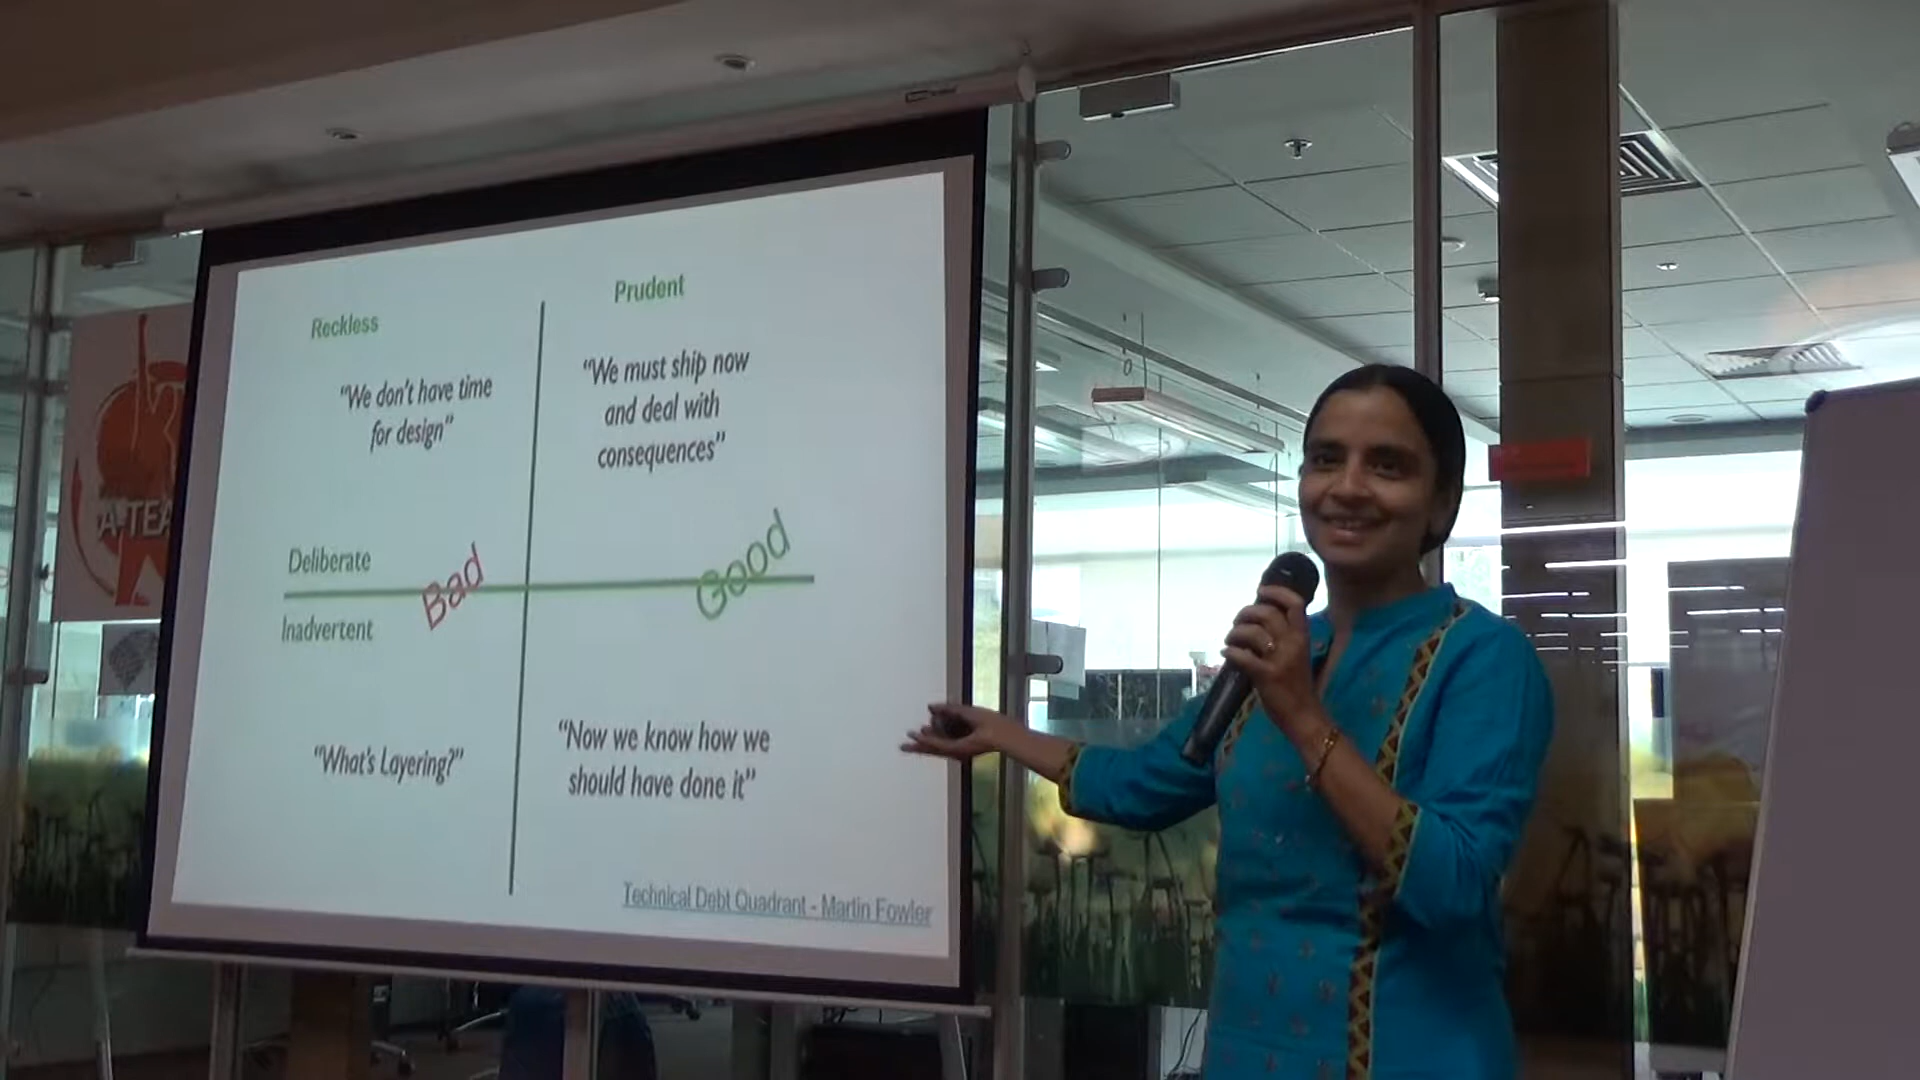 Reckless
Prudent
“We don't have time
for design”
“We must ship now
and deal with
consequences”
Deliberate
Bad
Good
Inadvertent
“What's Layering?”
“Now we know how we
should have done it”
Technical Debt Quadrant - Martin Fowler